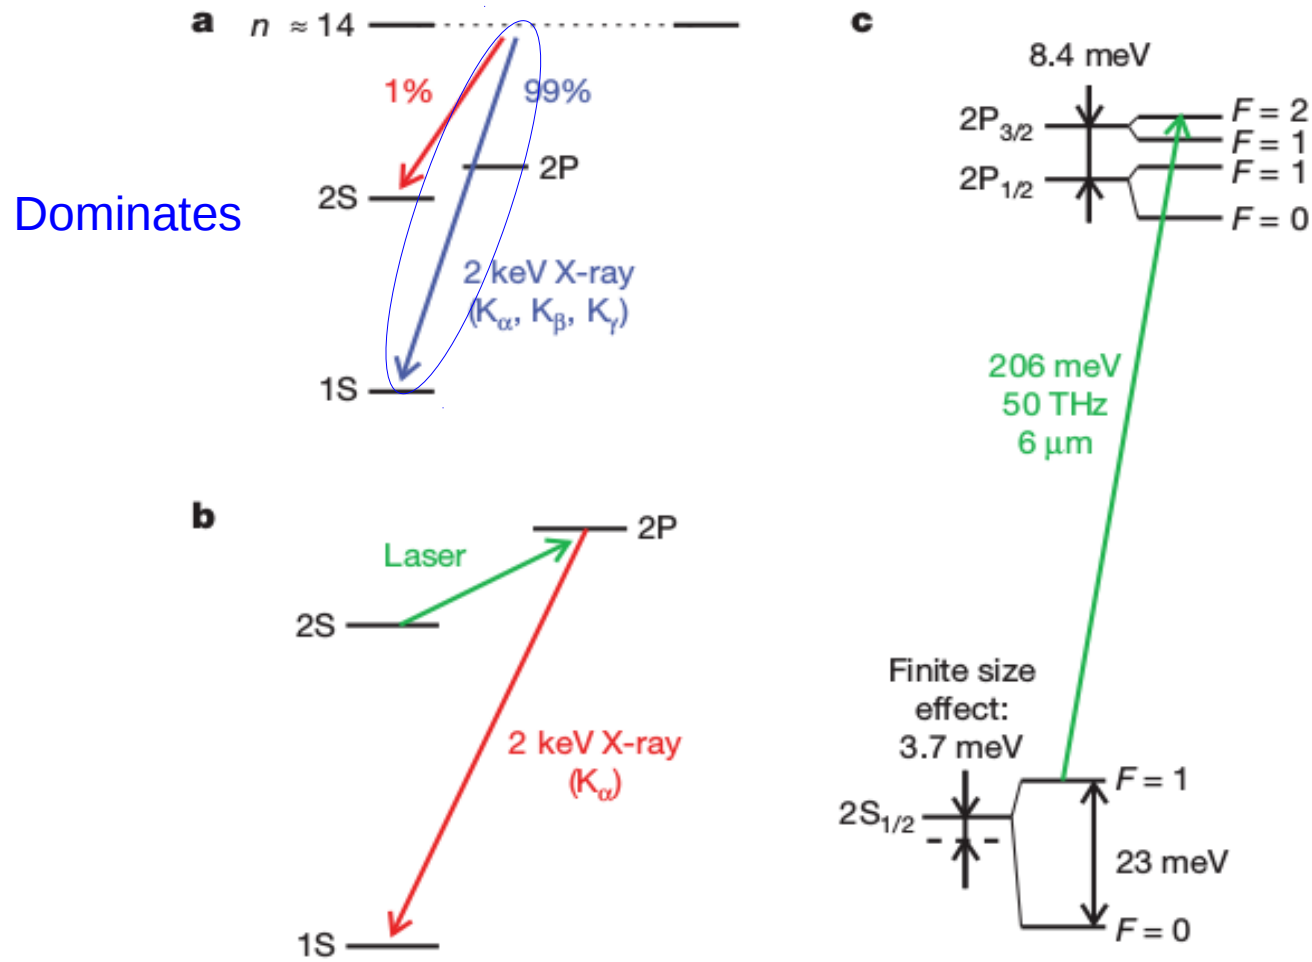 a
n ≈ 14
1%
99%
2P
2S
Dominates
2 keV X-ray
(Kα, Kβ, Kγ)
1S
b
2P
Laser
2S
2 keV X-ray
(Kα)
1S
c
8.4 meV
2P3/2
F = 2
F = 1
2P1/2
F = 1
F = 0
206 meV
50 THz
6 μm
Finite size
effect:
3.7 meV
F = 1
2S1/2
23 meV
F = 0